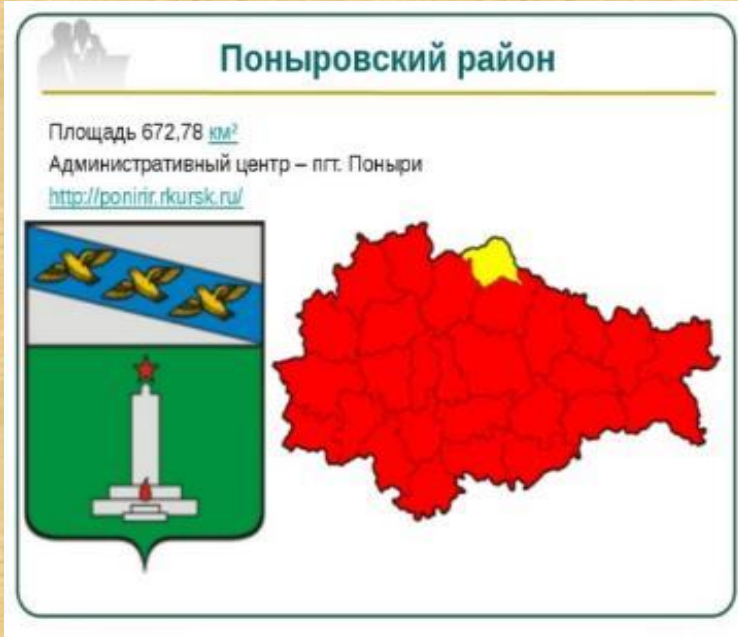 Поныровский район
Площадь 672,78 км²
Административный центр – пгт. Поныри
http://ponirir.rkursk.ru/